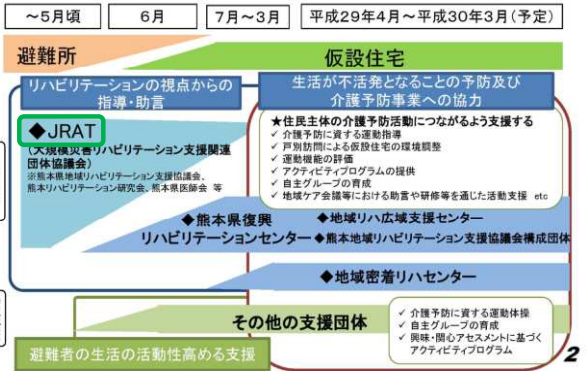 ～5月頃
6月
7月～3月
平成29年4月～平成30年3月(予定)
避難所
仮設住宅
リハビリテーションの視点からの
指導・助言
生活が不活発となることの予防及び
介護予防事業への協力
◆JRAT
(大規模災害リハビリテーション支援関連
団体協議会)
※熊本県地域リハビリテーション支援協議会、
熊本リハビリテーション研究会、熊本県医師会 等
★住民主体の介護予防活動につながるよう支援する
✓ 介護予防に資する運動指導
✓ 戸別訪問による仮設住宅の環境調整
✓ 運動機能の評価
✓ アクティビティプログラムの提供
✓ 自主グループの育成
✓ 地域ケア会議等における助言や研修等を通じた活動支援 etc
◆熊本県復興
リハビリテーションセンター
◆地域リハ広域支援センター
◆熊本地域リハビリテーション支援協議会構成団体
◆地域密着リハセンター
その他の支援団体
✓ 介護予防に資する運動体操
✓ 自主グループの育成
✓ 興味・関心アセスメントに基づく
アクティビティプログラム
避難者の生活の活動性高める支援
2